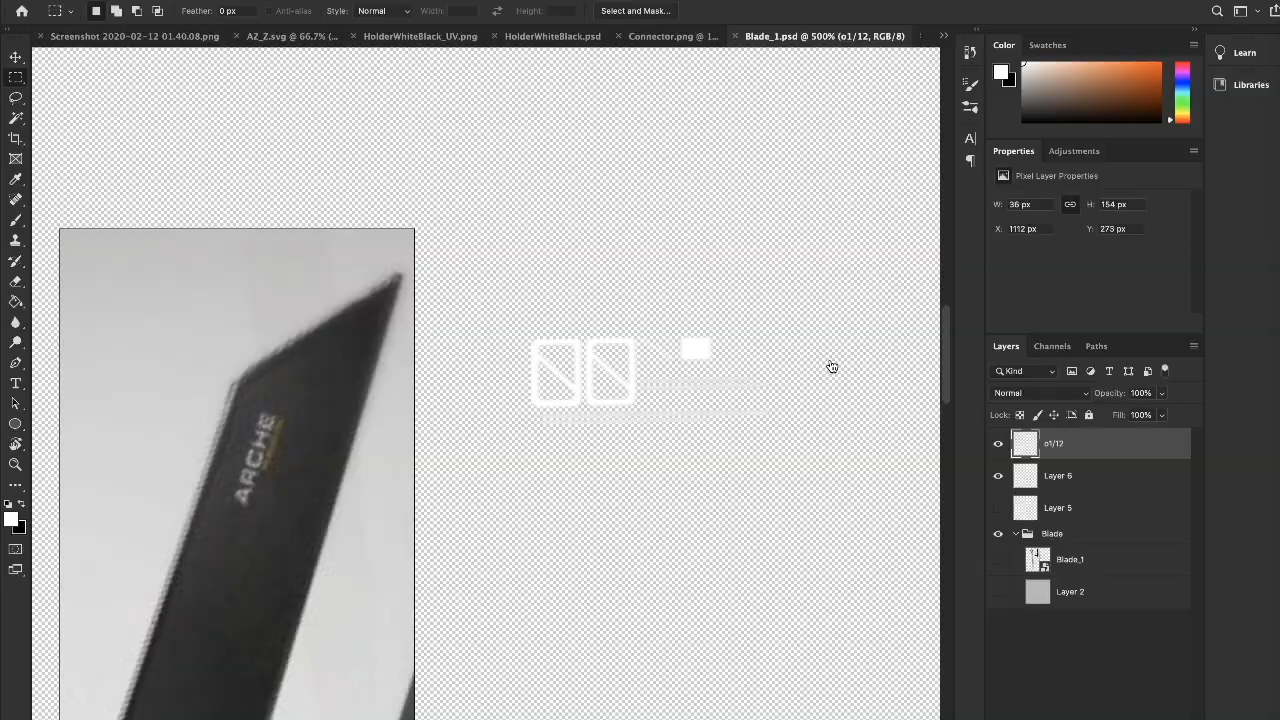 Feather: 0 px Anti-alias Style: Normal Width: Height: Select and Mask...
Screenshot 2020-02-12 01.40.08.png AZ_Z.svg @ 66.7% (... HolderWhiteBlack_UV.png HolderWhiteBlack.psd Connector.png @ 1... Blade_1.psd @ 500% (o1/12, RGB/8)
Color Swatches
Learn
Libraries
Properties Adjustments
Pixel Layer Properties
W: 36 px H: 154 px
X: 1112 px Y: 273 px
ARCHE
Layers Channels Paths
Kind
Normal Opacity: 100%
Lock: Fill: 100%
o1/12
Layer 6
Layer 5
Blade
Blade_1
Layer 2